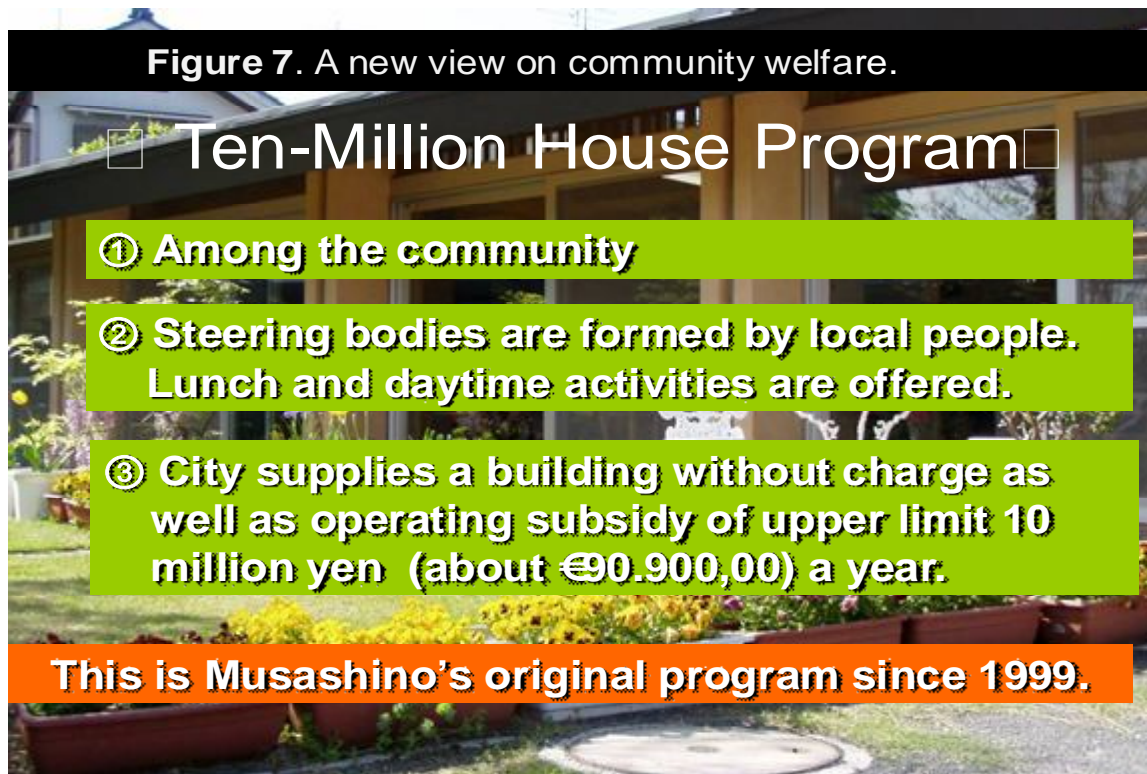 Figure 7. A new view on community welfare.
□ Ten-Million House Program□
① Among the community
② Steering bodies are formed by local people.
Lunch and daytime activities are offered.
③ City supplies a building without charge as
well as operating subsidy of upper limit 10
million yen (about €90.900,00) a year.
This is Musashino’s original program since 1999.